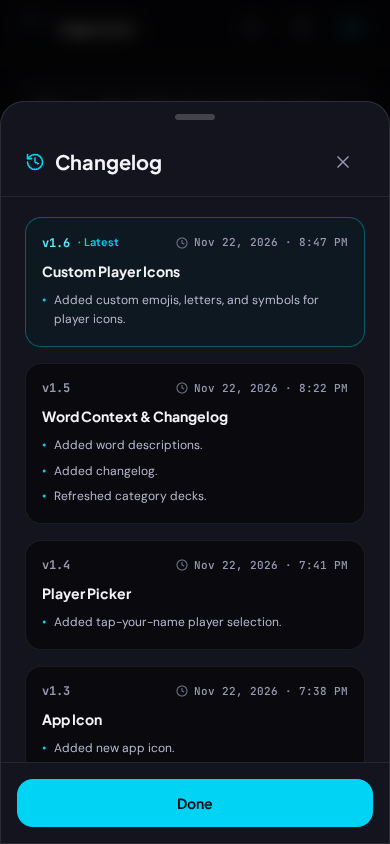 Changelog
v1.6 · Latest Nov 22, 2026 · 8:47 PM
Custom Player Icons
• Added custom emojis, letters, and symbols for
player icons.
v1.5 Nov 22, 2026 · 8:22 PM
Word Context & Changelog
• Added word descriptions.
• Added changelog.
• Refreshed category decks.
v1.4 Nov 22, 2026 · 7:41 PM
Player Picker
• Added tap-your-name player selection.
v1.3 Nov 22, 2026 · 7:38 PM
App Icon
• Added new app icon.
Done